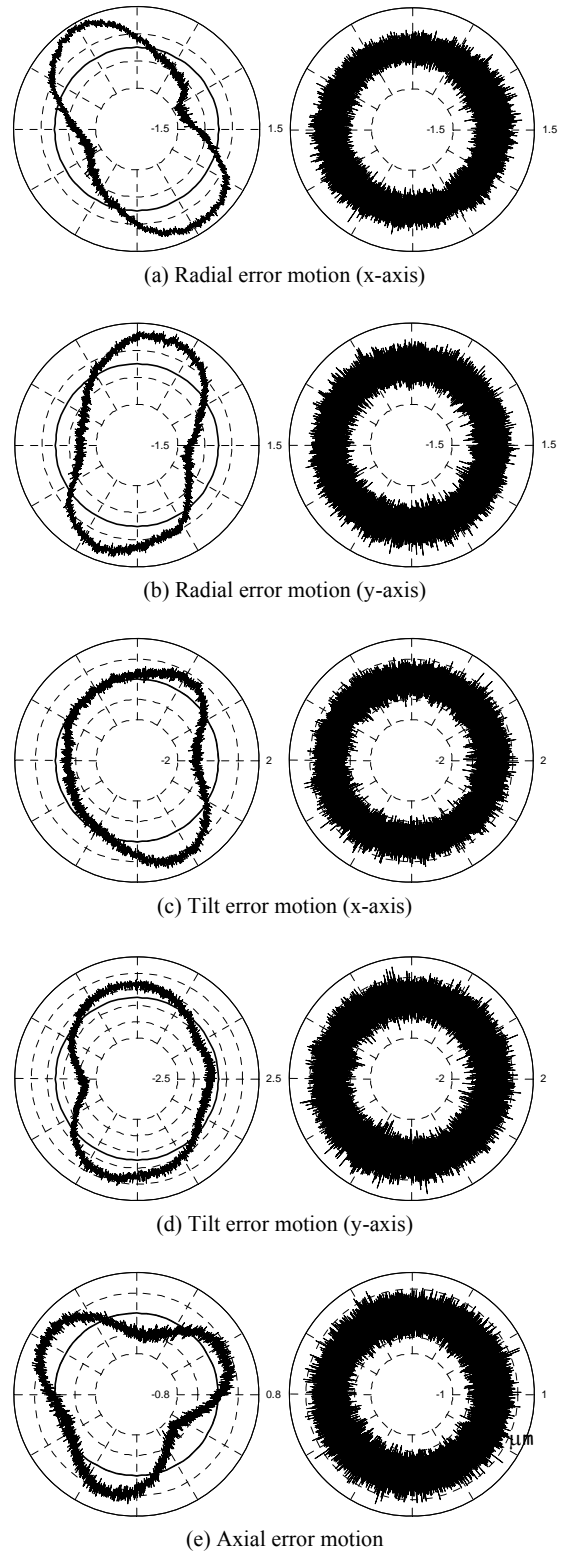 -1.5 1.5 -1.5 1.5
(a) Radial error motion (x-axis)
-1.5 1.5 -1.5 1.5
(b) Radial error motion (y-axis)
-2 2 -2 2
(c) Tilt error motion (x-axis)
-2.5 2.5 -2 2
(d) Tilt error motion (y-axis)
-0.8 0.8 -1 1
μm
(e) Axial error motion